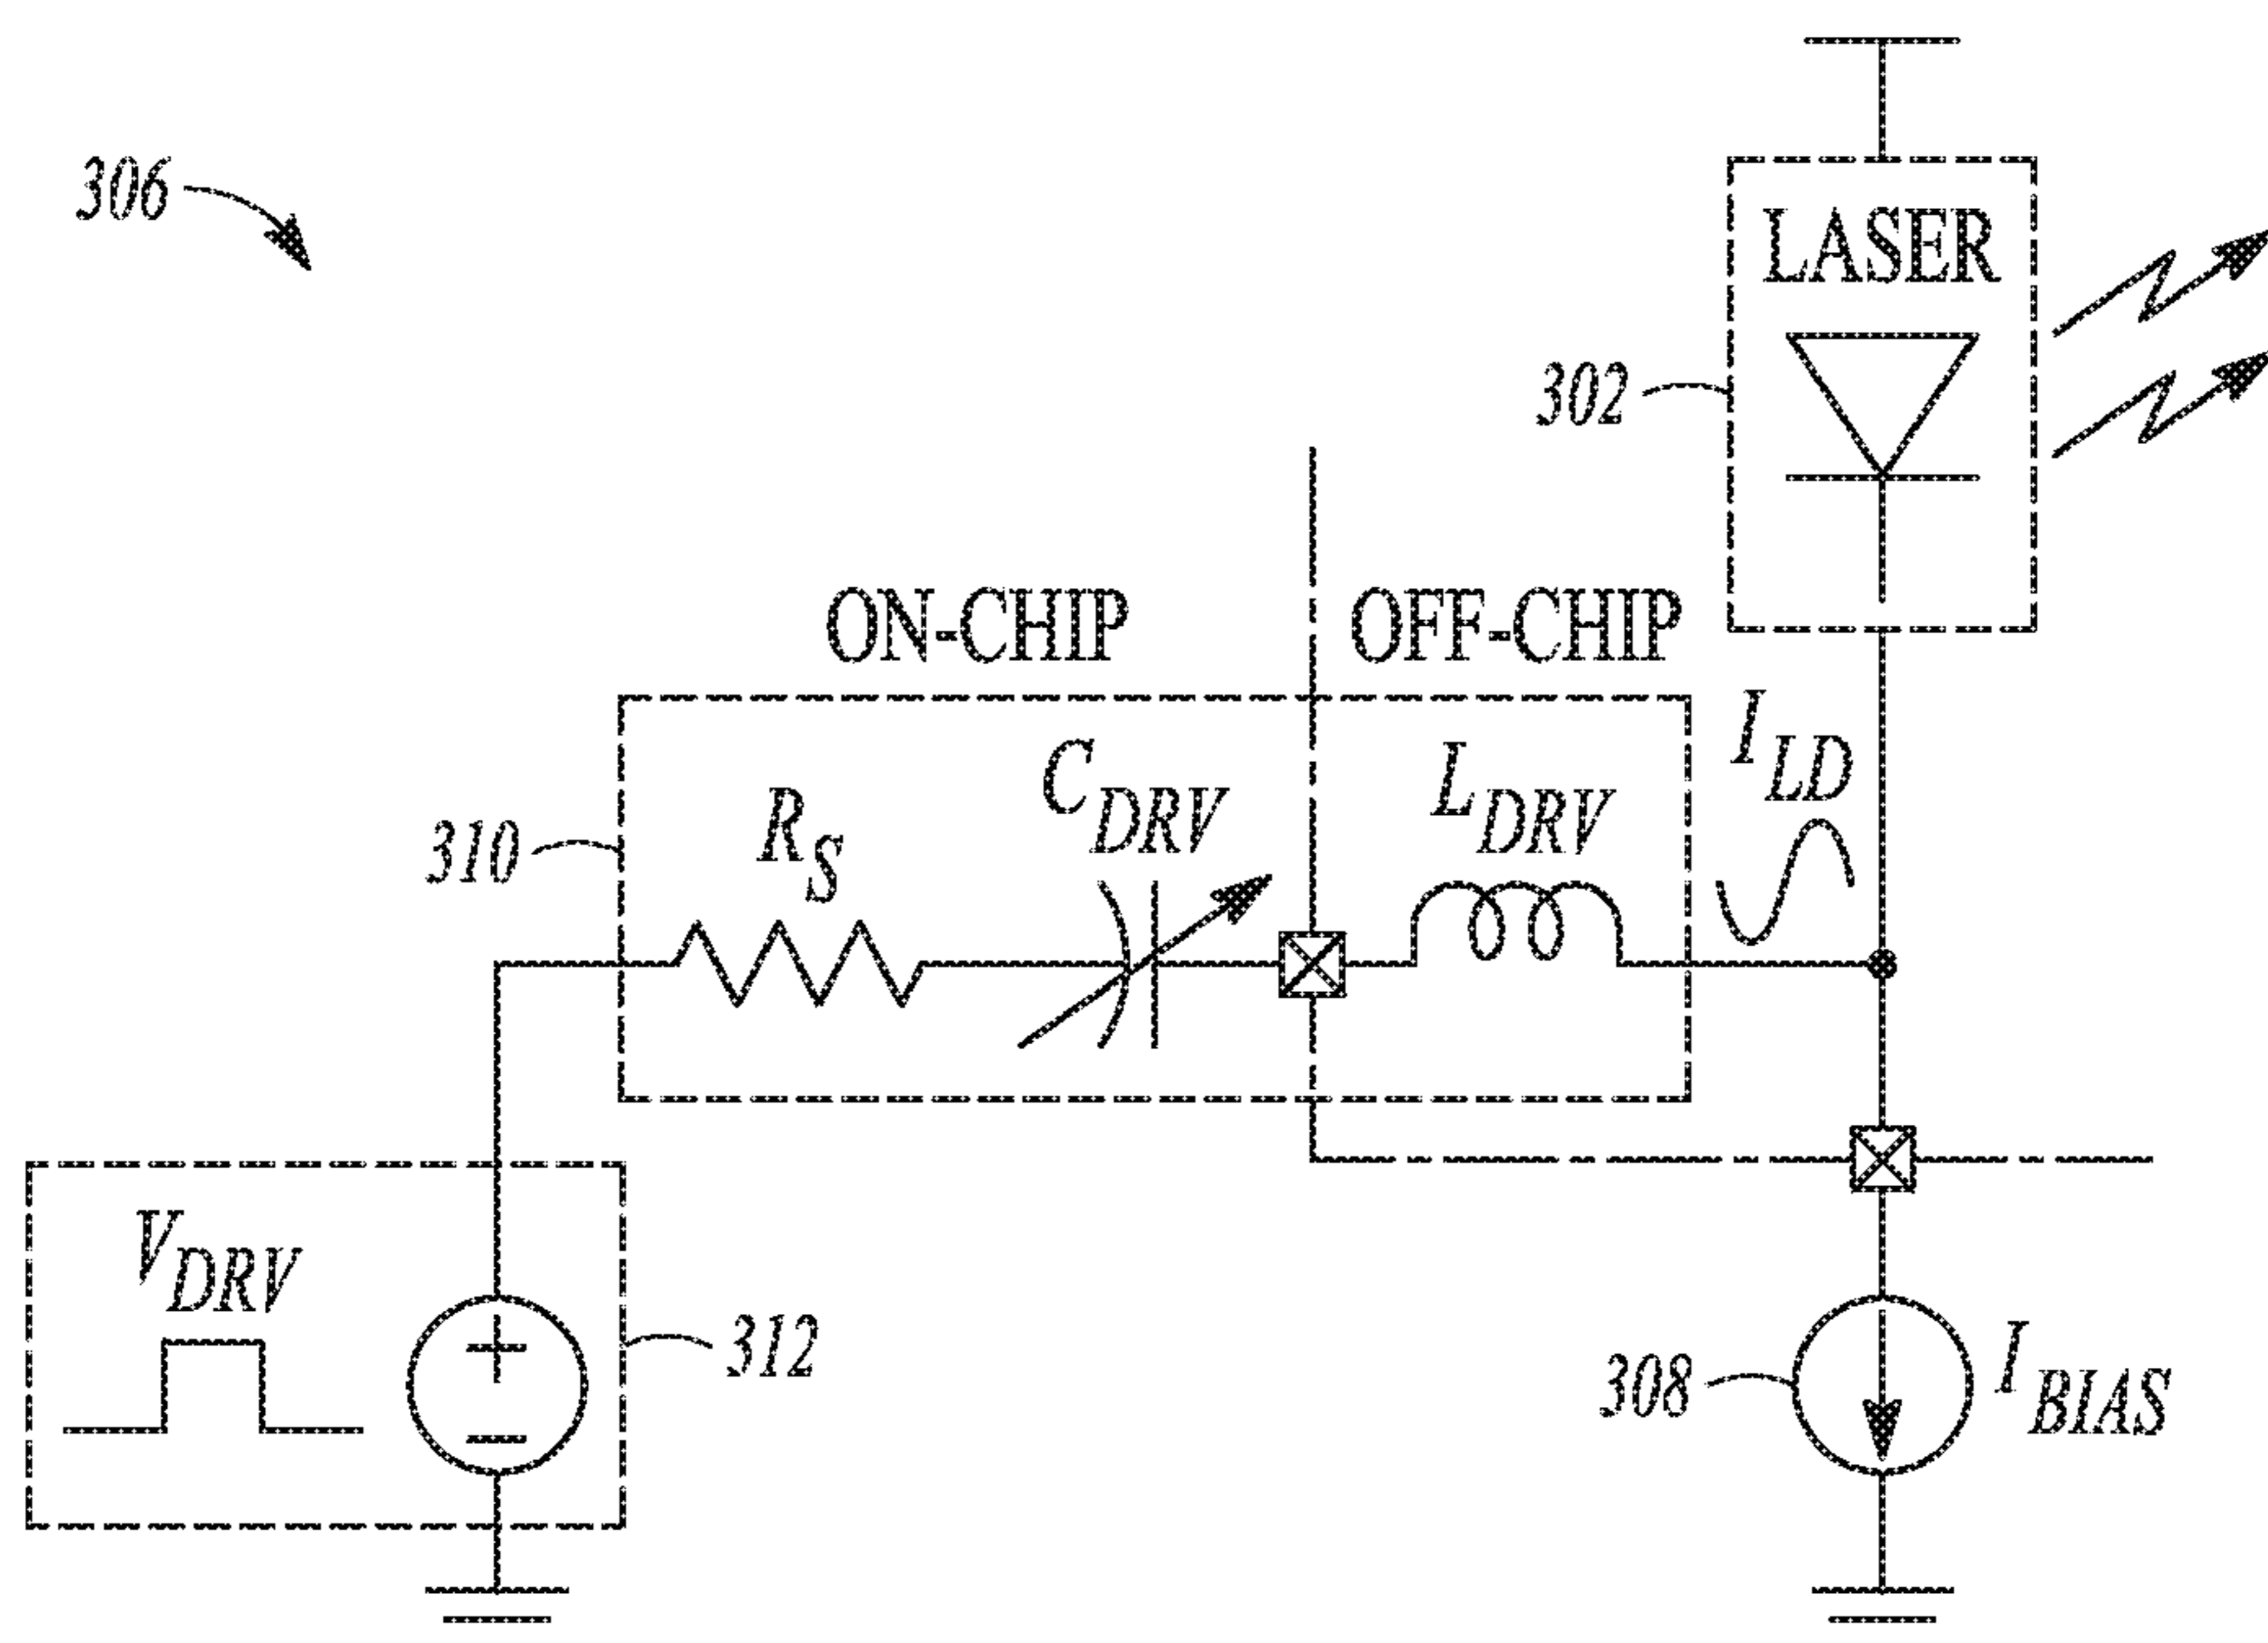 306
LASER
302
ON-CHIP
OFF-CHIP
I_LD
C_DRV
L_DRV
R_S
310
V_DRV
312
308
I_BIAS